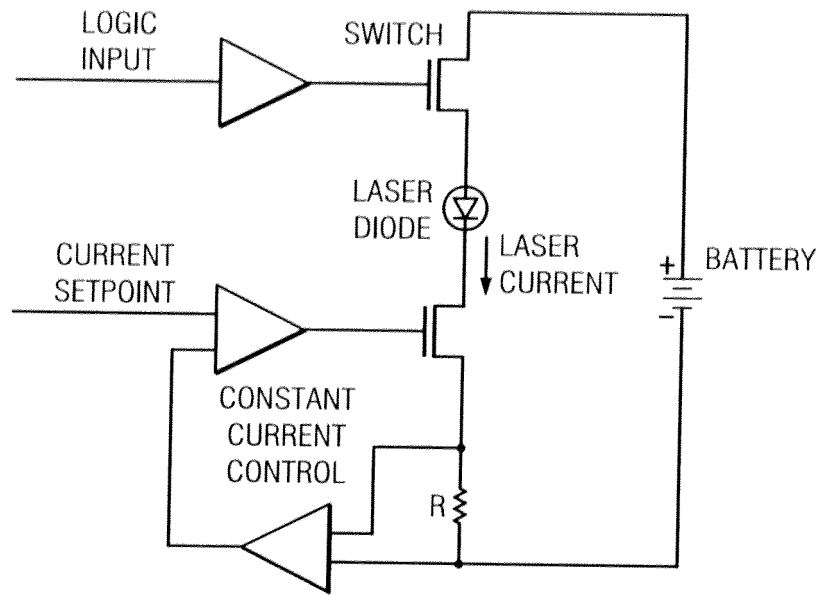 LOGIC
INPUT
SWITCH
LASER
DIODE
LASER
CURRENT
+
BATTERY
-
CURRENT
SETPOINT
CONSTANT
CURRENT
CONTROL
R